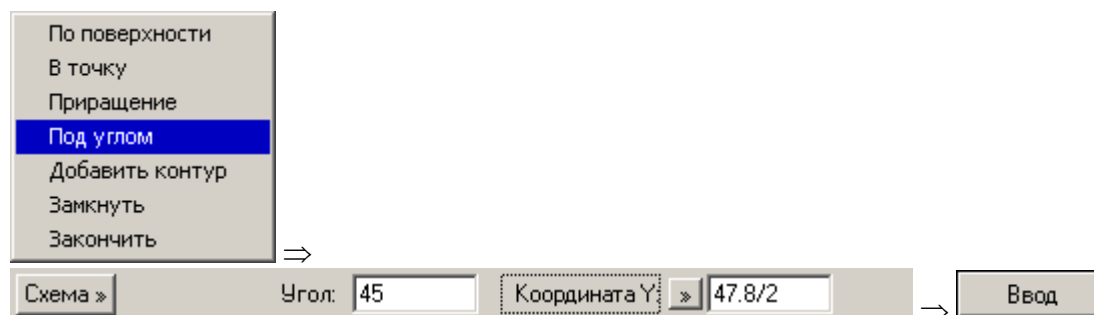 По поверхности
В точку
Приращение
Под углом
Добавить контур
Замкнуть
Закончить
⇒
Схема » Угол: 45 Координата Y: » 47.8/2 ⇒ Ввод